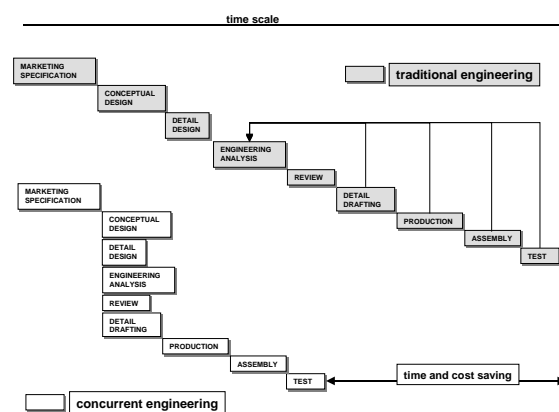 time scale
MARKETING
SPECIFICATION
traditional engineering
CONCEPTUAL
DESIGN
DETAIL
DESIGN
ENGINEERING
ANALYSIS
REVIEW
MARKETING
SPECIFICATION
DETAIL
DRAFTING
CONCEPTUAL
DESIGN
PRODUCTION
ASSEMBLY
DETAIL
DESIGN
TEST
ENGINEERING
ANALYSIS
REVIEW
DETAIL
DRAFTING
PRODUCTION
ASSEMBLY
time and cost saving
TEST
concurrent engineering